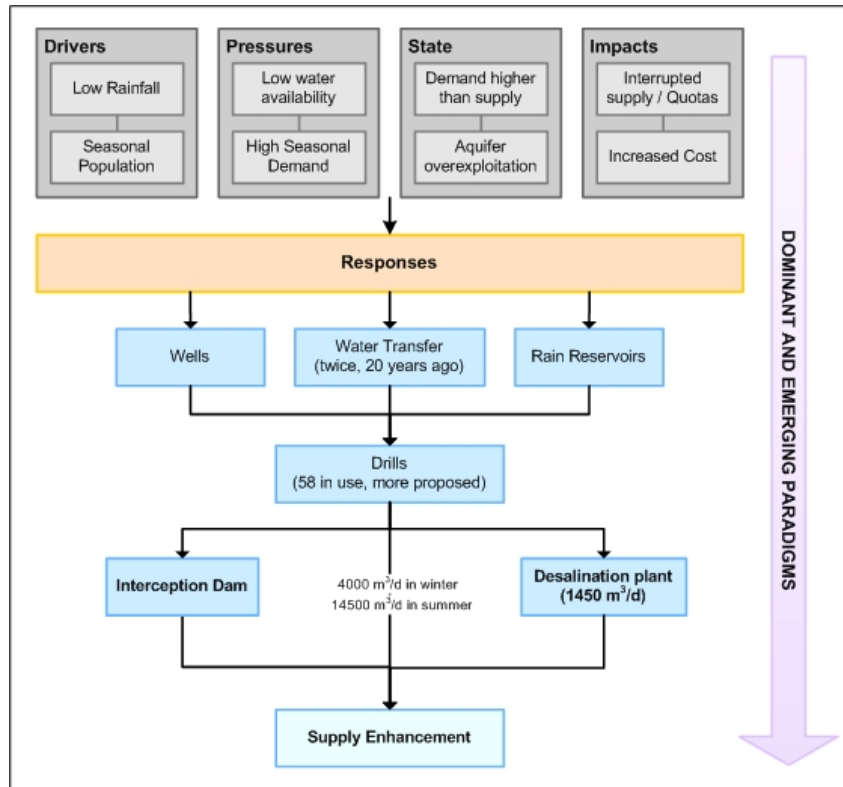 Drivers
Low Rainfall
Seasonal
Population
Pressures
Low water
availability
High Seasonal
Demand
State
Demand higher
than supply
Aquifer
overexploitation
Impacts
Interrupted
supply / Quotas
Increased Cost
Responses
Wells
Water Transfer
(twice, 20 years ago)
Rain Reservoirs
Drills
(58 in use, more proposed)
Interception Dam
4000 m³/d in winter
14500 m³/d in summer
Desalination plant
(1450 m³/d)
Supply Enhancement
DOMINANT AND EMERGING PARADIGMS